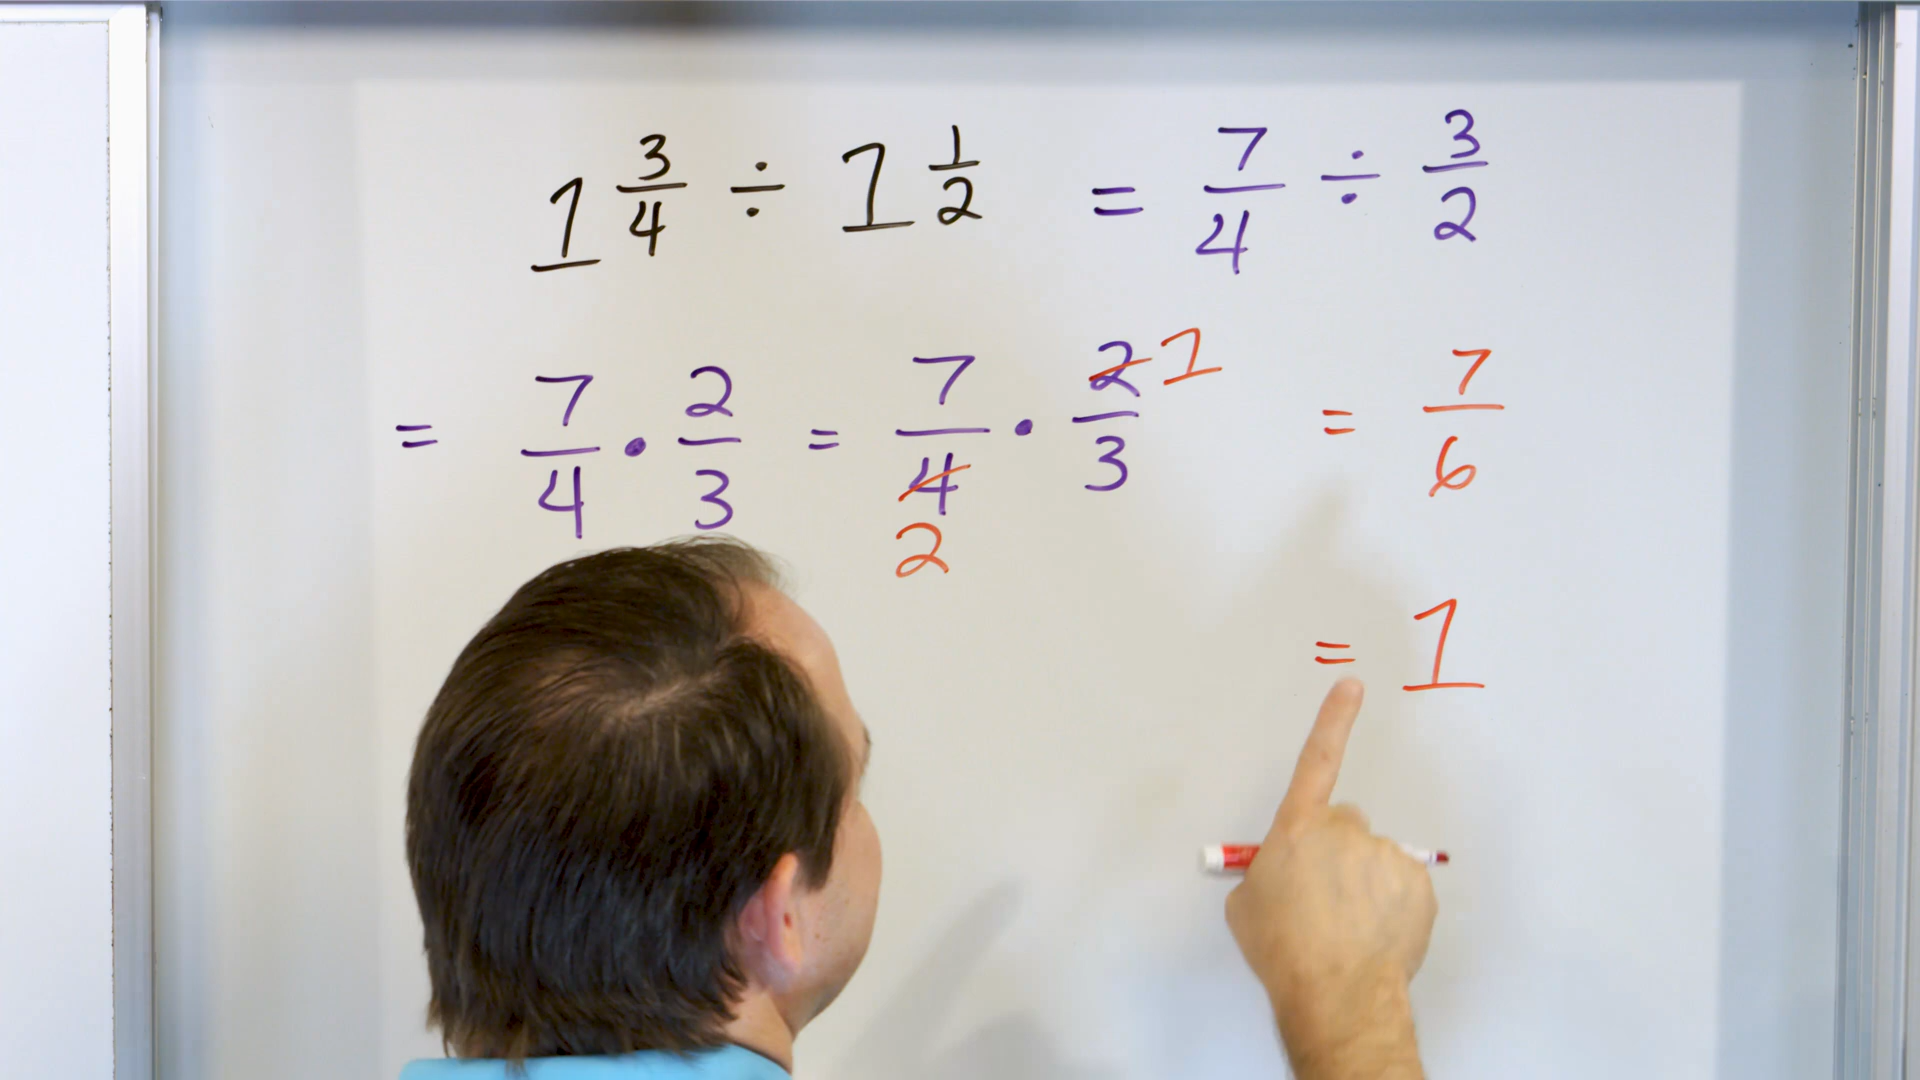 1 3/4 ÷ 1 1/2 = 7/4 ÷ 3/2
= 7/4 • 2/3 = 7/4 2 • 2/3 1 = 7/6
= 1